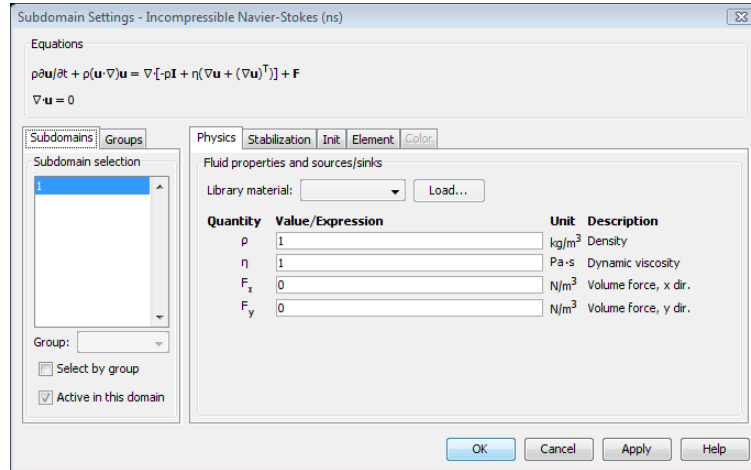 Subdomain Settings - Incompressible Navier-Stokes (ns)
Equations
ρ∂u/∂t + ρ(u·∇)u = ∇·[-pI + η(∇u + (∇u)ᵀ)] + F
∇·u = 0
Subdomains Groups
Subdomain selection
1
Group:
Select by group
Active in this domain
Physics Stabilization Init Element Color
Fluid properties and sources/sinks
Library material: Load...
Quantity Value/Expression Unit Description
ρ 1 kg/m³ Density
η 1 Pa·s Dynamic viscosity
Fₓ 0 N/m³ Volume force, x dir.
F_y 0 N/m³ Volume force, y dir.
OK Cancel Apply Help